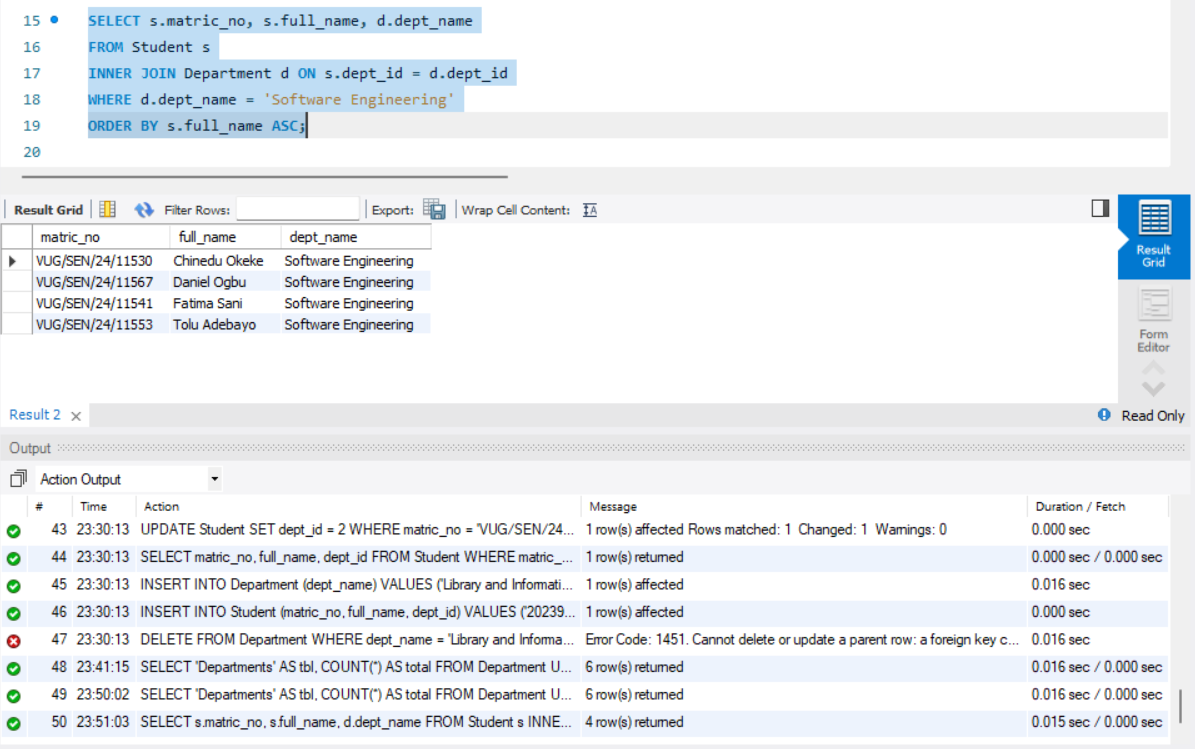 15 SELECT s.matric_no, s.full_name, d.dept_name
16 FROM Student s
17 INNER JOIN Department d ON s.dept_id = d.dept_id
18 WHERE d.dept_name = 'Software Engineering'
19 ORDER BY s.full_name ASC;
20
Result Grid Filter Rows: Export: Wrap Cell Content: IA
matric_no full_name dept_name
VUG/SEN/24/11530 Chinedu Okeke Software Engineering
VUG/SEN/24/11567 Daniel Ogbu Software Engineering
VUG/SEN/24/11541 Fatima Sani Software Engineering
VUG/SEN/24/11553 Tolu Adebayo Software Engineering
Result
Grid
Form
Editor
Result 2 Read Only
Output
Action Output
# Time Action Message Duration / Fetch
43 23:30:13 UPDATE Student SET dept_id = 2 WHERE matric_no = 'VUG/SEN/24... 1 row(s) affected Rows matched: 1 Changed: 1 Warnings: 0 0.000 sec
44 23:30:13 SELECT matric_no, full_name, dept_id FROM Student WHERE matric_... 1 row(s) returned 0.000 sec / 0.000 sec
45 23:30:13 INSERT INTO Department (dept_name) VALUES ('Library and Informati... 1 row(s) affected 0.016 sec
46 23:30:13 INSERT INTO Student (matric_no, full_name, dept_id) VALUES ('20239... 1 row(s) affected 0.000 sec
47 23:30:13 DELETE FROM Department WHERE dept_name = 'Library and Informa... Error Code: 1451. Cannot delete or update a parent row: a foreign key c... 0.016 sec
48 23:41:15 SELECT 'Departments' AS tbl, COUNT(*) AS total FROM Department U... 6 row(s) returned 0.016 sec / 0.000 sec
49 23:50:02 SELECT 'Departments' AS tbl, COUNT(*) AS total FROM Department U... 6 row(s) returned 0.016 sec / 0.000 sec
50 23:51:03 SELECT s.matric_no, s.full_name, d.dept_name FROM Student s INNE... 4 row(s) returned 0.015 sec / 0.000 sec